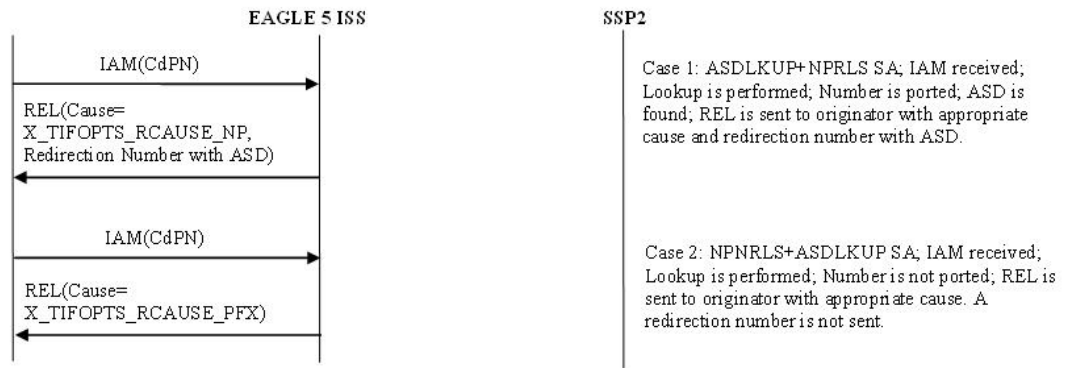 EAGLE 5 ISS
SSP2
IAM(CdPN)
REL(Cause=
X_TIFOPTS_RCAUSE_NP,
Redirection Number with ASD)
Case 1: ASDLKUP+NPRLS SA; IAM received;
Lookup is performed; Number is ported; ASD is
found; REL is sent to originator with appropriate
cause and redirection number with ASD.
IAM(CdPN)
REL(Cause=
X_TIFOPTS_RCAUSE_PFX)
Case 2: NPNRLS+ASDLKUP SA; IAM received;
Lookup is performed; Number is not ported; REL is
sent to originator with appropriate cause. A
redirection number is not sent.